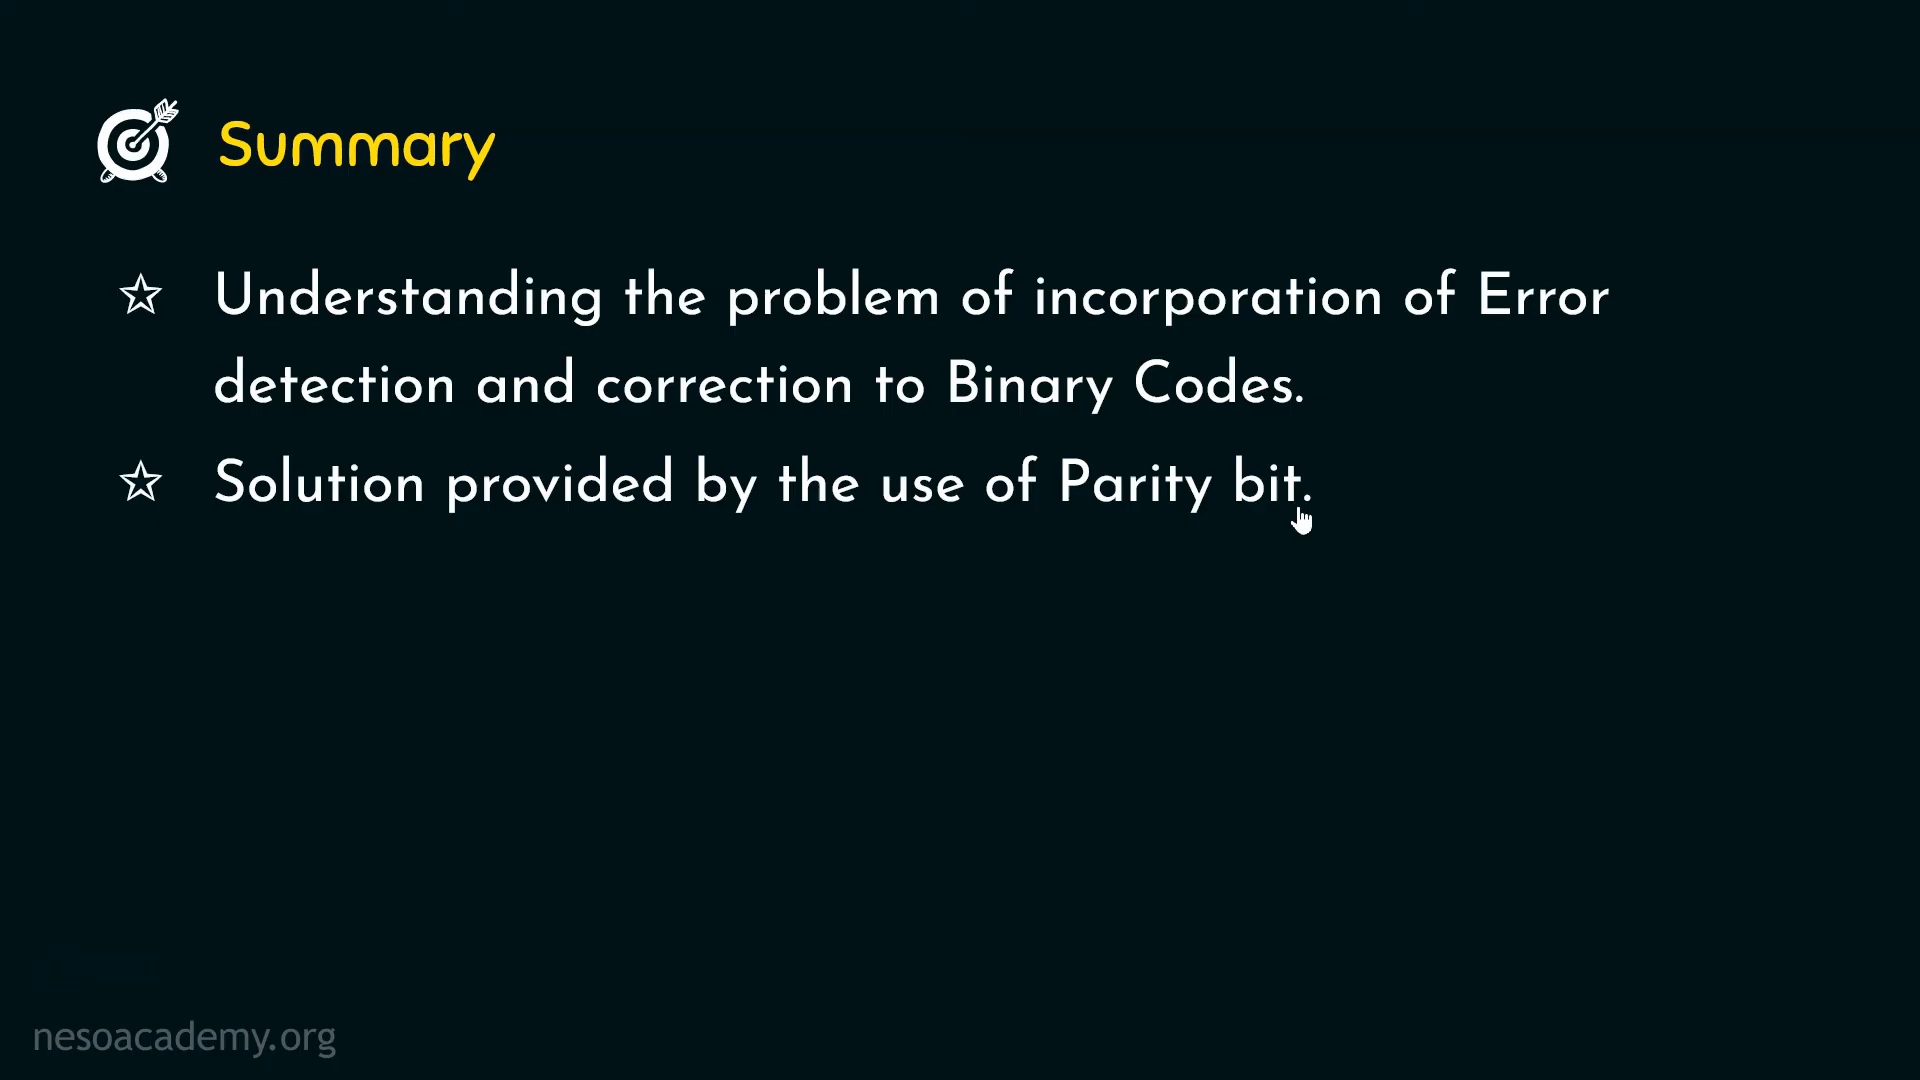 Summary
☆ Understanding the problem of incorporation of Error
detection and correction to Binary Codes.
☆ Solution provided by the use of Parity bit.
nesoacademy.org